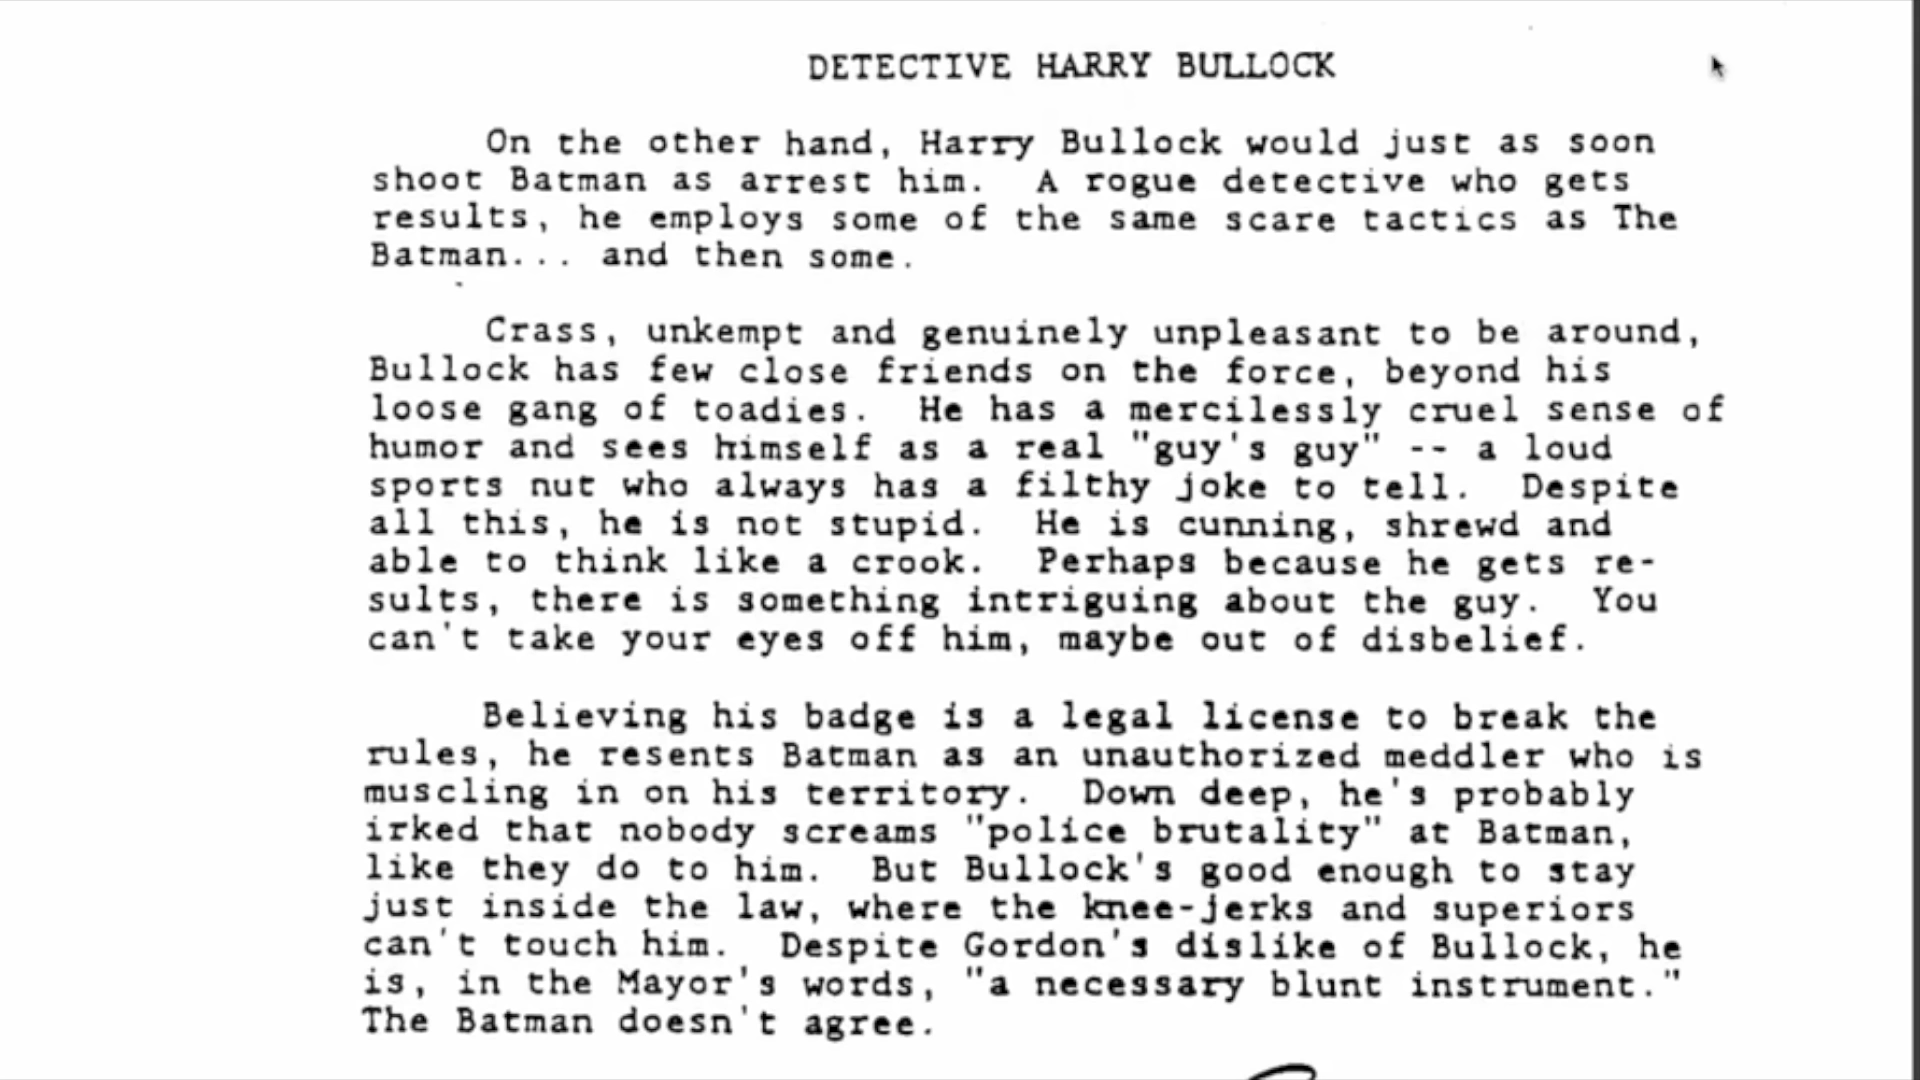 DETECTIVE HARRY BULLOCK
On the other hand, Harry Bullock would just as soon
shoot Batman as arrest him. A rogue detective who gets
results, he employs some of the same scare tactics as The
Batman... and then some.
Crass, unkempt and genuinely unpleasant to be around,
Bullock has few close friends on the force, beyond his
loose gang of toadies. He has a mercilessly cruel sense of
humor and sees himself as a real "guy's guy" -- a loud
sports nut who always has a filthy joke to tell. Despite
all this, he is not stupid. He is cunning, shrewd and
able to think like a crook. Perhaps because he gets re-
sults, there is something intriguing about the guy. You
can't take your eyes off him, maybe out of disbelief.
Believing his badge is a legal license to break the
rules, he resents Batman as an unauthorized meddler who is
muscling in on his territory. Down deep, he's probably
irked that nobody screams "police brutality" at Batman,
like they do to him. But Bullock's good enough to stay
just inside the law, where the knee-jerks and superiors
can't touch him. Despite Gordon's dislike of Bullock, he
is, in the Mayor's words, "a necessary blunt instrument."
The Batman doesn't agree.